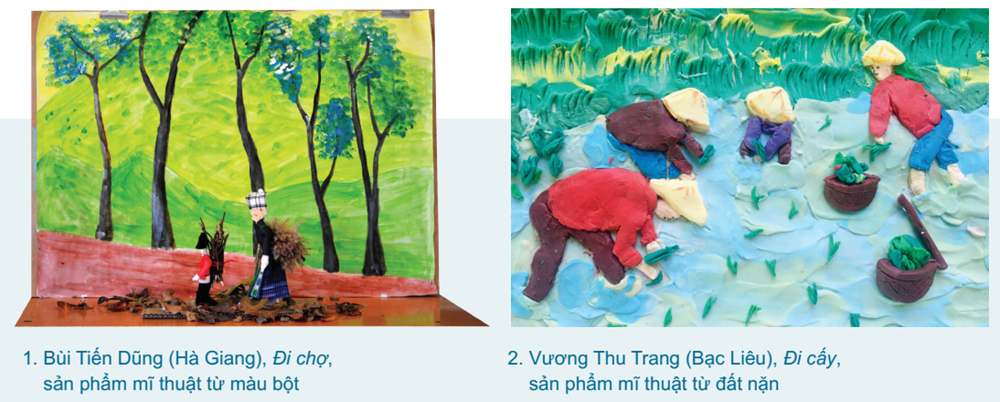 1. Bùi Tiến Dũng (Hà Giang), Đi chợ,
sản phẩm mĩ thuật từ màu bột
2. Vương Thu Trang (Bạc Liêu), Đi cấy,
sản phẩm mĩ thuật từ đất nặn